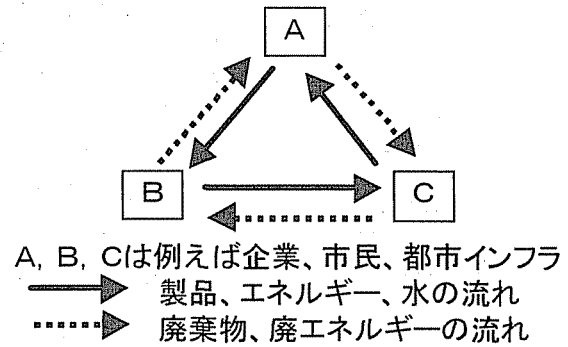 A
B
C
A, B, Cは例えば企業、市民、都市インフラ
製品、エネルギー、水の流れ
廃棄物、廃エネルギーの流れ